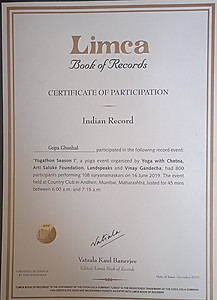 Limca
Book of Records
CERTIFICATE OF PARTICIPATION
Indian Record
Gopa Ghoshal participated in the following record event:
'Yogathon Season I', a yoga event organized by Yoga with Chetna,
Arti Saluke Foundation, Landspeaks and Vinay Gandecha, had 800
participants performing 108 suryanamaskars on 16 June 2019. The event
held at Country Club in Andheri, Mumbai, Maharashtra, lasted for 45 mins
between 6:00 a.m. and 7:15 a.m.
Vatsala
Vatsala Kaul Banerjee
Editor, Limca Book of Records